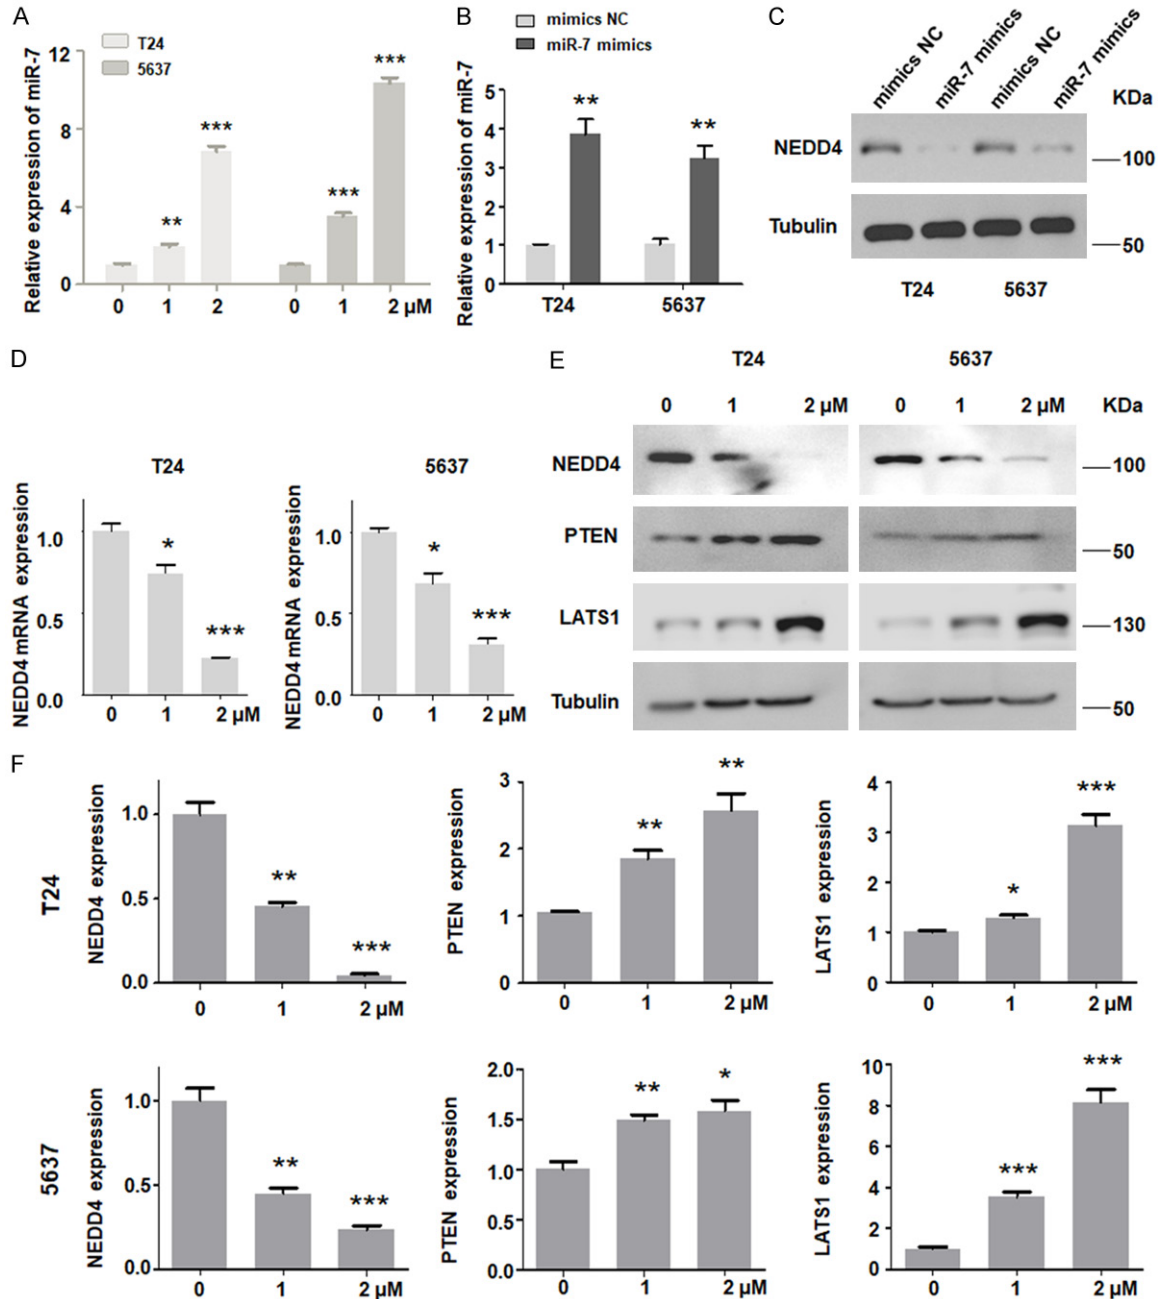 A
Relative expression of miR-7
T24
5637
12
8
4
0
** *** *** ***
0 1 2 0 1 2 µM
B
mimics NC
miR-7 mimics
Relative expression of miR-7
5
4
3
2
1
0
** **
T24 5637
C
mimics NC miR-7 mimics mimics NC miR-7 mimics
KDa
NEDD4 100
Tubulin 50
T24 5637
D
T24
NEDD4 mRNA expression
1.0
0.5
0.0
* ***
0 1 2 µM
5637
NEDD4 mRNA expression
1.0
0.5
0.0
* ***
0 1 2 µM
E
T24 5637
0 1 2 µM 0 1 2 µM KDa
NEDD4 100
PTEN 50
LATS1 130
Tubulin 50
F
T24
NEDD4 expression
1.0
0.5
0.0
** ***
0 1 2 µM
PTEN expression
3
2
1
0
** **
0 1 2 µM
LATS1 expression
4
3
2
1
0
* ***
0 1 2 µM
5637
NEDD4 expression
1.0
0.5
0.0
** ***
0 1 2 µM
PTEN expression
2.0
1.5
1.0
0.5
0.0
** *
0 1 2 µM
LATS1 expression
10
8
6
4
2
0
*** ***
0 1 2 µM